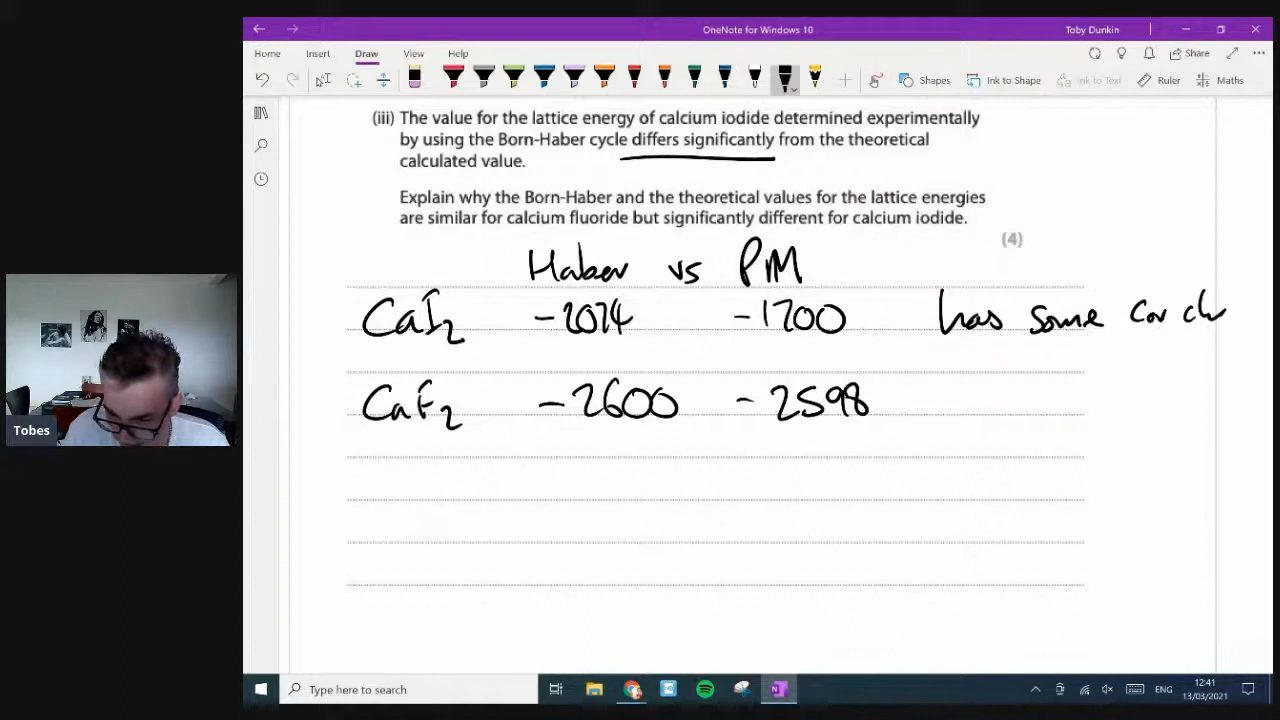 OneNote for Windows 10
Toby Dunkin
Home Insert Draw View Help
Share
Shapes Ink to Shape Ink to Text Ruler Maths
(iii) The value for the lattice energy of calcium iodide determined experimentally
by using the Born-Haber cycle differs significantly from the theoretical
calculated value.
Explain why the Born-Haber and the theoretical values for the lattice energies
are similar for calcium fluoride but significantly different for calcium iodide.
(4)
Haber vs PM
CaI2 -2074 -1700 has some cov ch
CaF2 -2600 -2598
Tobes
Type here to search
ENG
12:41
13/03/2021